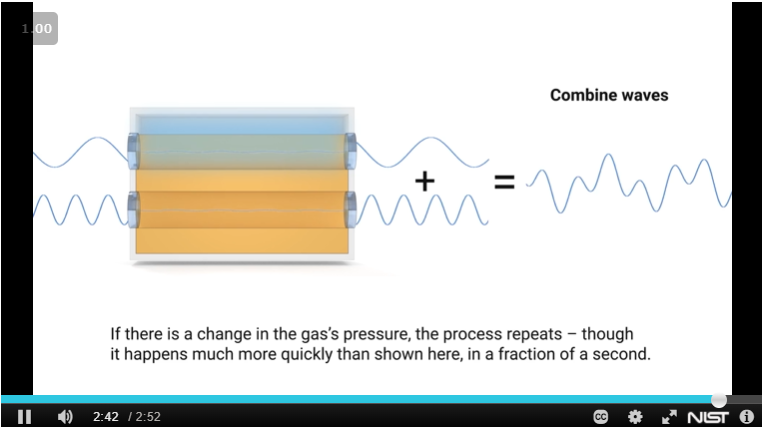 1.00
Combine waves
+
=
If there is a change in the gas’s pressure, the process repeats – though
it happens much more quickly than shown here, in a fraction of a second.
2:42 / 2:52
CC
NIST
i